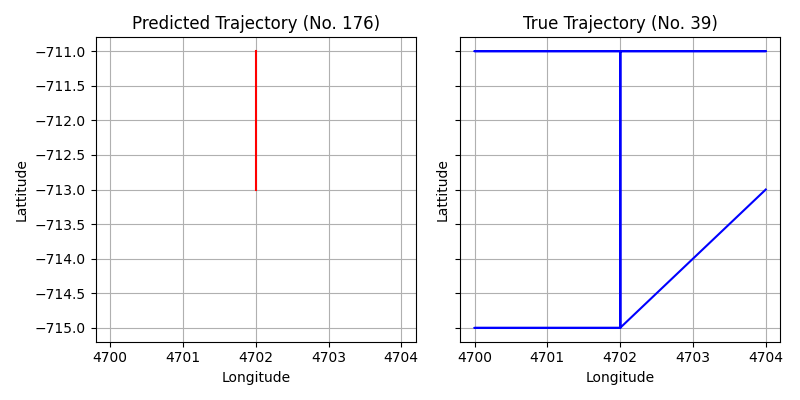 Predicted Trajectory (No. 176)
True Trajectory (No. 39)
−711.0
−711.5
−712.0
−712.5
−713.0
−713.5
−714.0
−714.5
−715.0
Lattitude
Lattitude
4700 4701 4702 4703 4704
4700 4701 4702 4703 4704
Longitude
Longitude